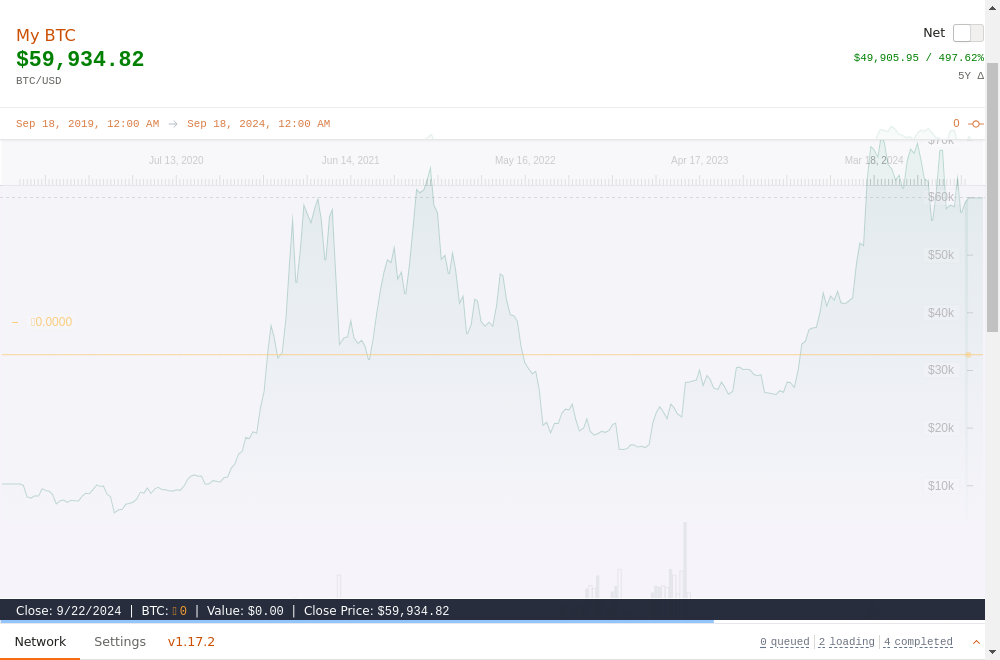 My BTC
Net
$59,934.82
$49,905.95 / 497.62%
BTC/USD
5Y Δ
Sep 18, 2019, 12:00 AM → Sep 18, 2024, 12:00 AM
0
$70k
Jul 13, 2020
Jun 14, 2021
May 16, 2022
Apr 17, 2023
Mar 18, 2024
$60k
$50k
$40k
0.0000
$30k
$20k
$10k
Close: 9/22/2024 | BTC: 0 | Value: $0.00 | Close Price: $59,934.82
Network
Settings
v1.17.2
0 queued | 2 loading | 4 completed